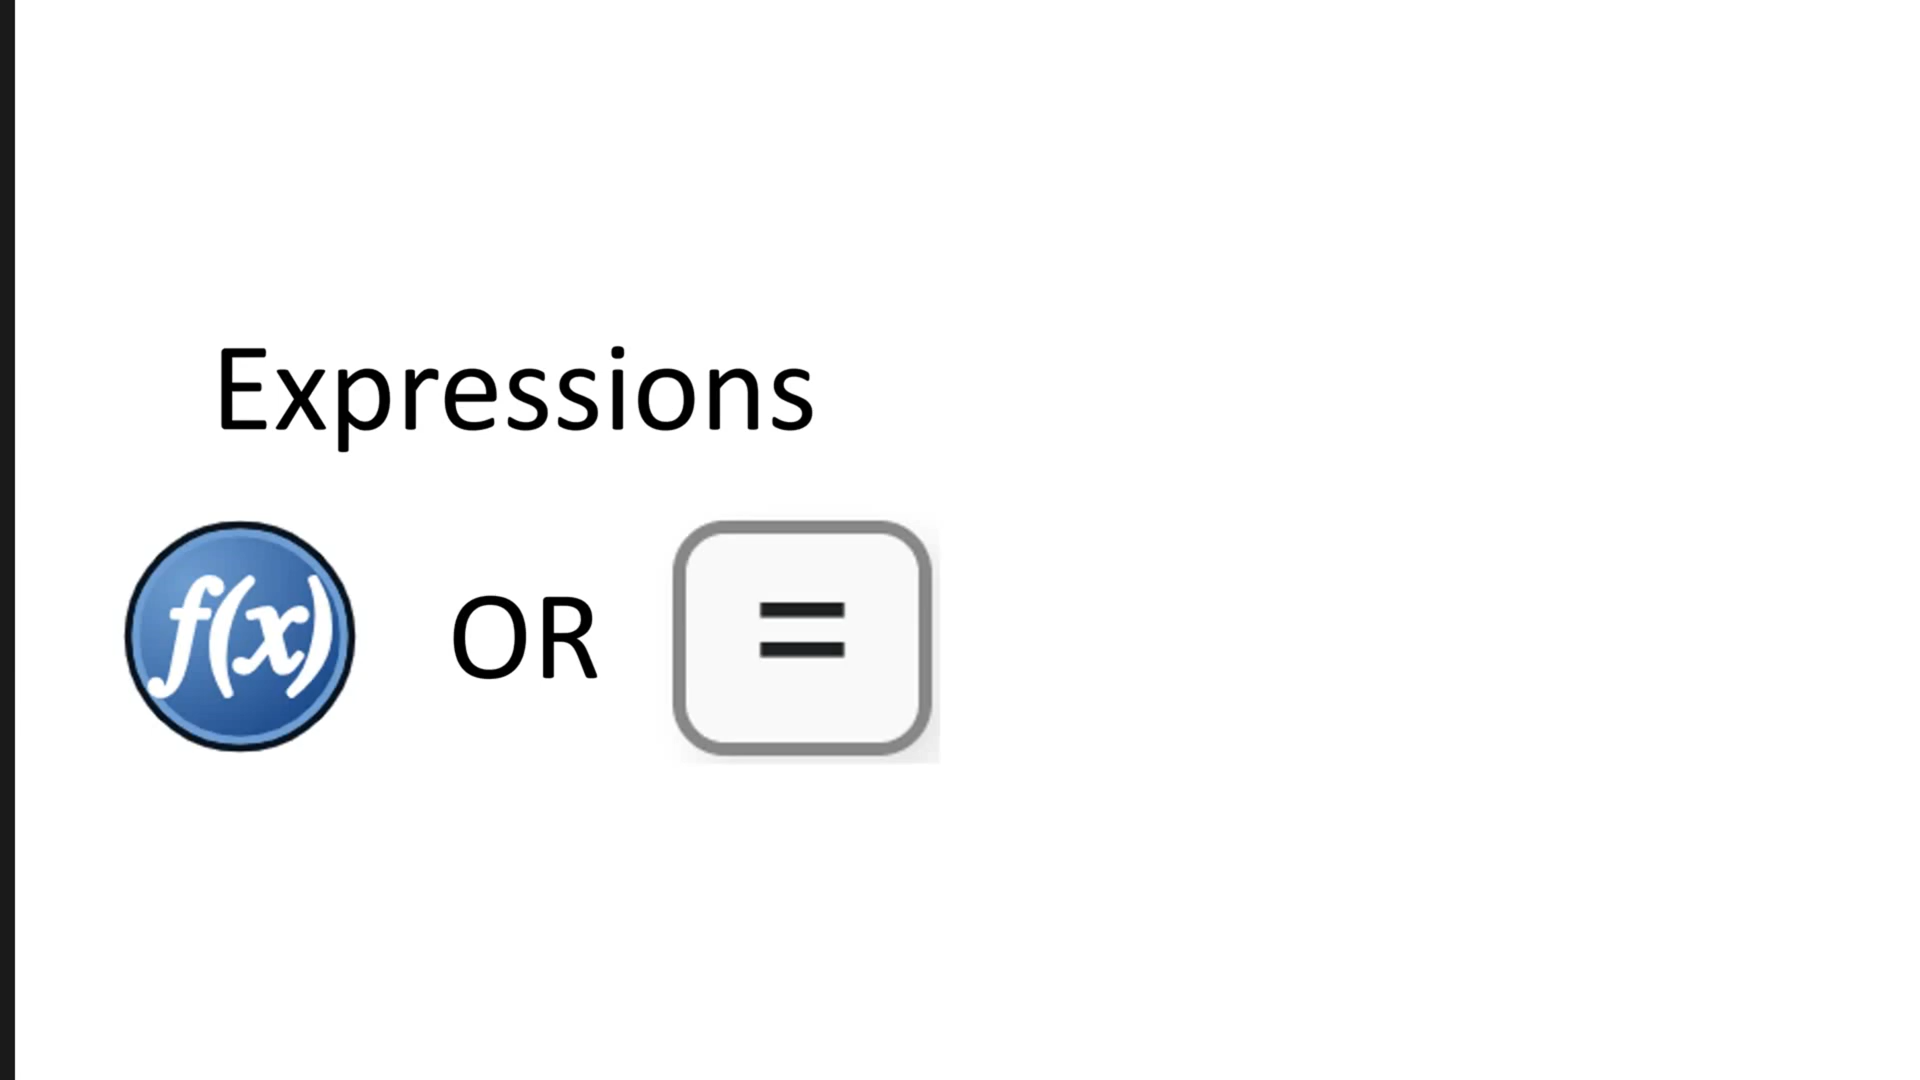 Expressions
f(x) OR =